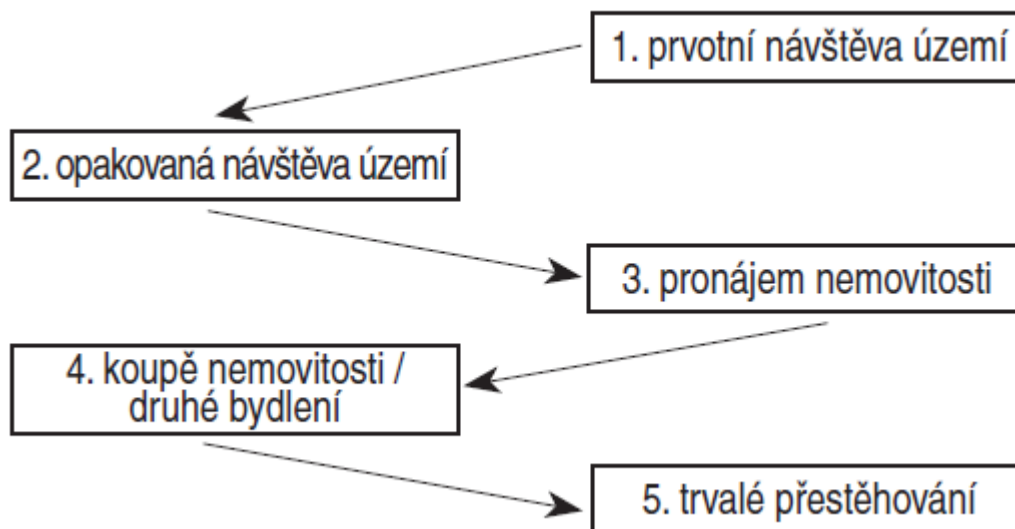 1. prvotní návštěva území
2. opakovaná návštěva území
3. pronájem nemovitosti
4. koupě nemovitosti /
druhé bydlení
5. trvalé přestěhování